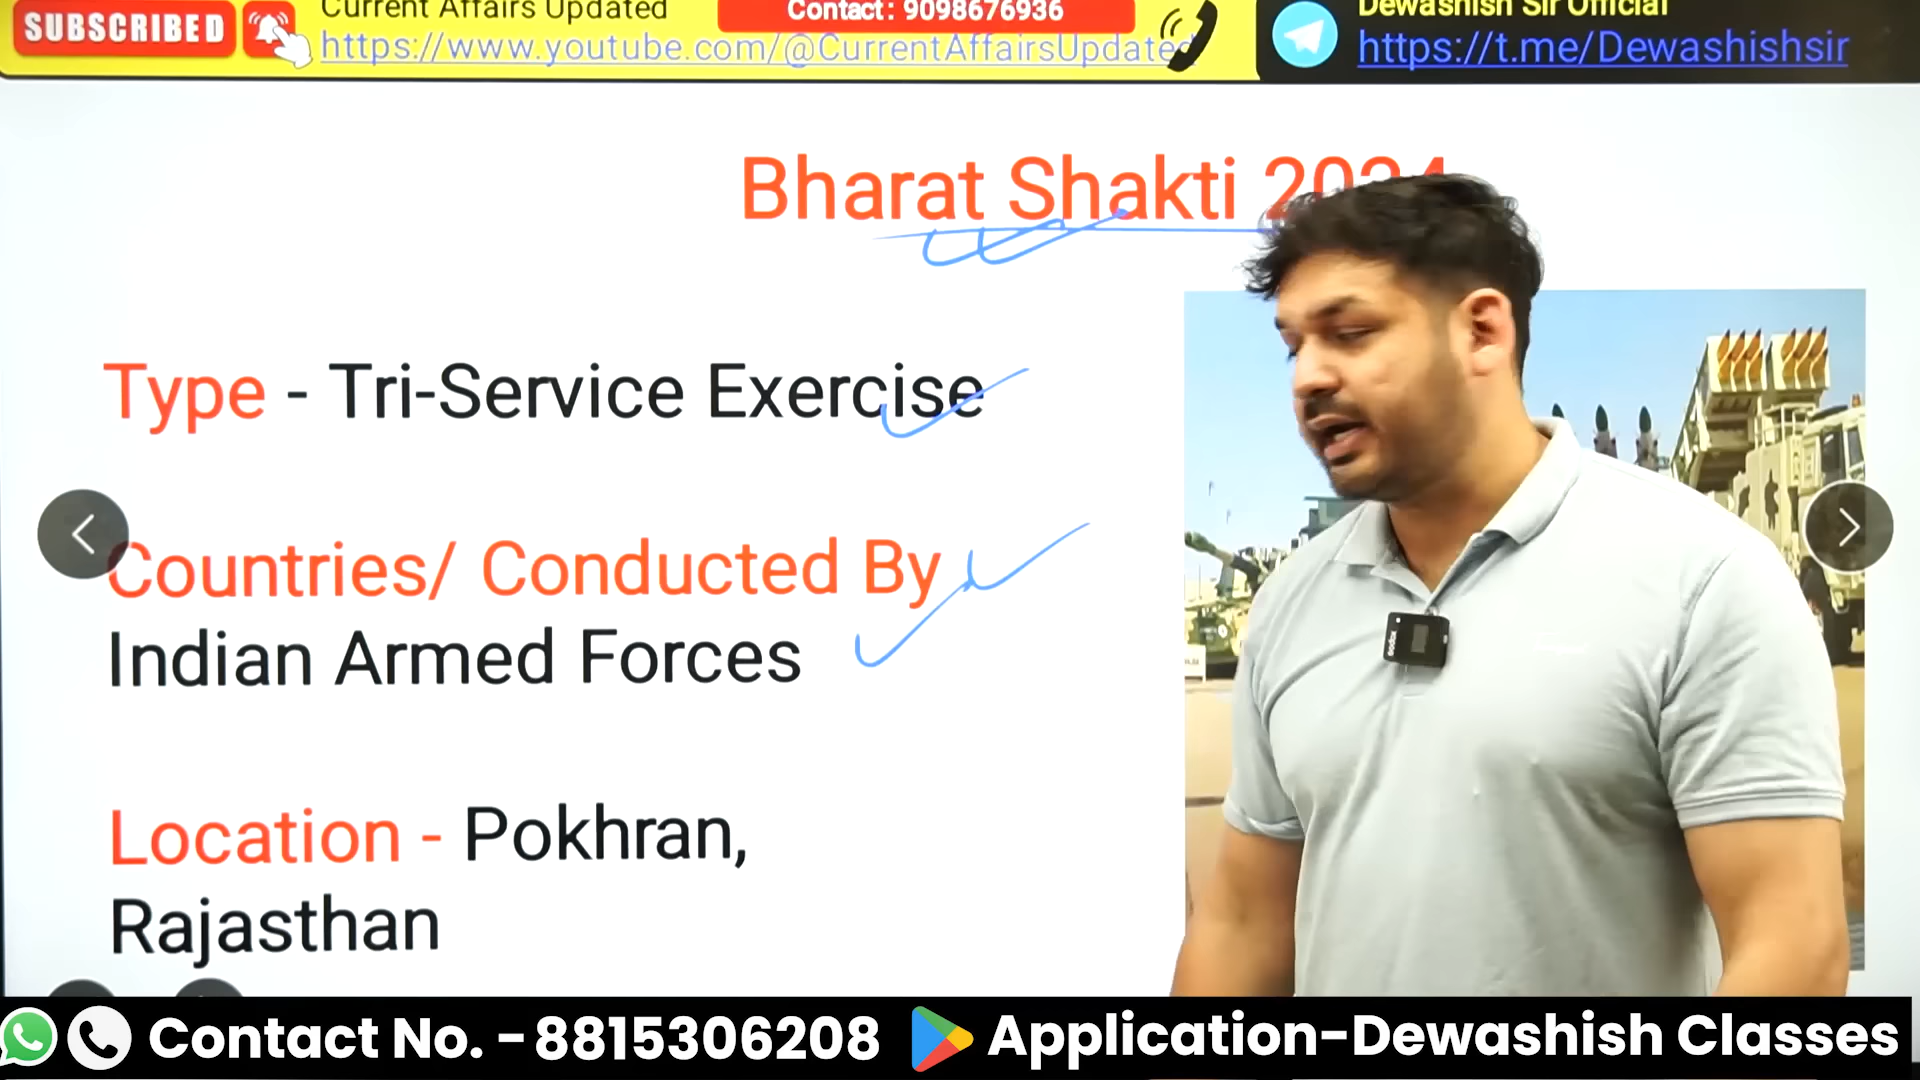 SUBSCRIBED
Current Affairs Updated
https://www.youtube.com/@CurrentAffairsUpdated
Contact: 9098676936
Dewashish Sir Official
https://t.me/Dewashishsir
Bharat Shakti 2024
Type - Tri-Service Exercise
Countries/ Conducted By
Indian Armed Forces
Location - Pokhran,
Rajasthan
Contact No. - 8815306208
Application-Dewashish Classes